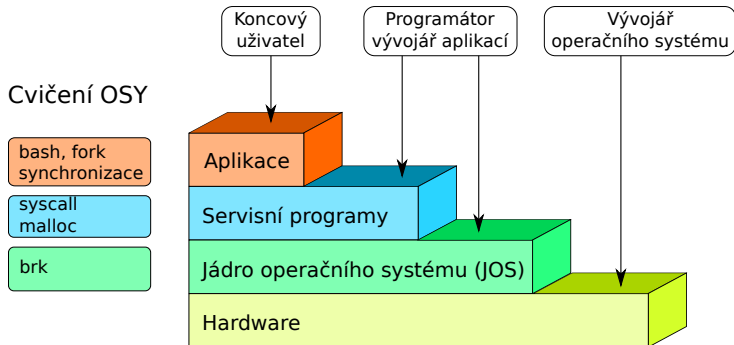 Koncový
uživatel
Programátor
vývojář aplikací
Vývojář
operačního systému
Cvičení OSY
bash, fork
synchronizace
syscall
malloc
brk
Aplikace
Servisní programy
Jádro operačního systému (JOS)
Hardware